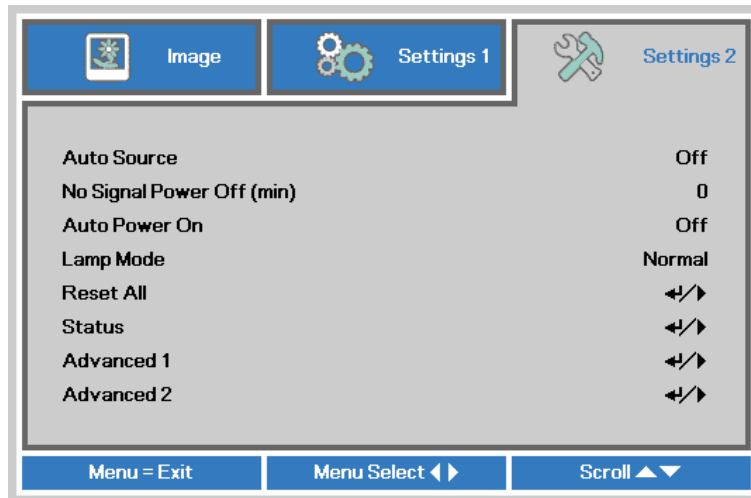 Image Settings 1 Settings 2
Auto Source Off
No Signal Power Off (min) 0
Auto Power On Off
Lamp Mode Normal
Reset All ↵/▶
Status ↵/▶
Advanced 1 ↵/▶
Advanced 2 ↵/▶
Menu = Exit Menu Select ◀ ▶ Scroll ▲▼